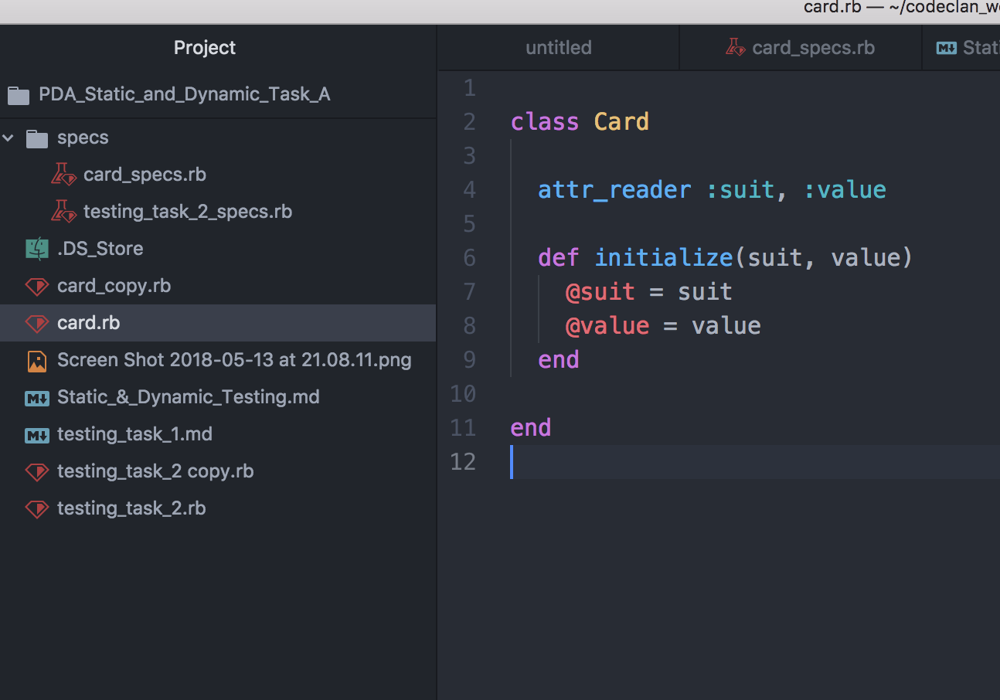 card.rb — ~/codeclan_w
Project
PDA_Static_and_Dynamic_Task_A
specs
card_specs.rb
testing_task_2_specs.rb
.DS_Store
card_copy.rb
card.rb
Screen Shot 2018-05-13 at 21.08.11.png
Static_&_Dynamic_Testing.md
testing_task_1.md
testing_task_2 copy.rb
testing_task_2.rb
untitled
card_specs.rb
Stati
1
2 class Card
3
4 attr_reader :suit, :value
5
6 def initialize(suit, value)
7 @suit = suit
8 @value = value
9 end
10
11 end
12